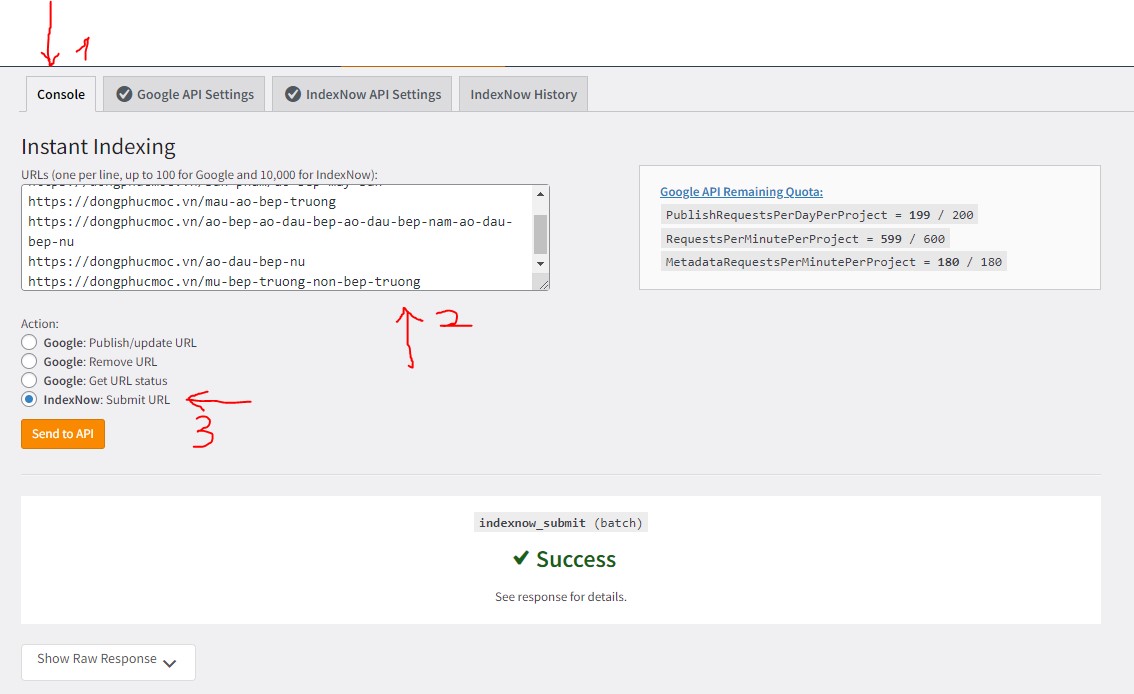 1
Console
Google API Settings
IndexNow API Settings
IndexNow History
Instant Indexing
URLs (one per line, up to 100 for Google and 10,000 for IndexNow):
https://dongphucmoc.vn/mau-ao-bep-truong
https://dongphucmoc.vn/ao-bep-ao-dau-bep-ao-dau-bep-nam-ao-dau-
bep-nu
https://dongphucmoc.vn/ao-dau-bep-nu
https://dongphucmoc.vn/mu-bep-truong-non-bep-truong
Google API Remaining Quota:
PublishRequestsPerDayPerProject = 199 / 200
RequestsPerMinutePerProject = 599 / 600
MetadataRequestsPerMinutePerProject = 180 / 180
2
Action:
Google: Publish/update URL
Google: Remove URL
Google: Get URL status
IndexNow: Submit URL
3
Send to API
indexnow_submit (batch)
Success
See response for details.
Show Raw Response